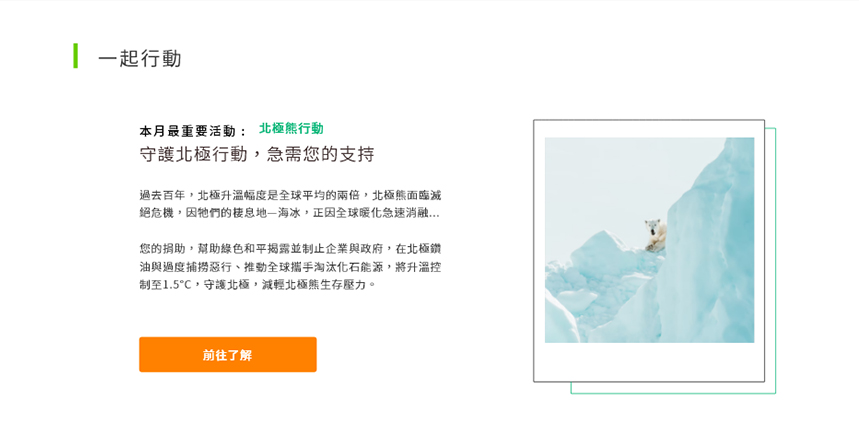 一起行動
本月最重要活動： 北極熊行動
守護北極行動，急需您的支持
過去百年，北極升溫幅度是全球平均的兩倍，北極熊面臨滅
絕危機，因牠們的棲息地—海冰，正因全球暖化急速消融...
您的捐助，幫助綠色和平揭露並制止企業與政府，在北極鑽
油與過度捕撈惡行、推動全球攜手淘汰化石能源，將升溫控
制至1.5°C，守護北極，減輕北極熊生存壓力。
前往了解